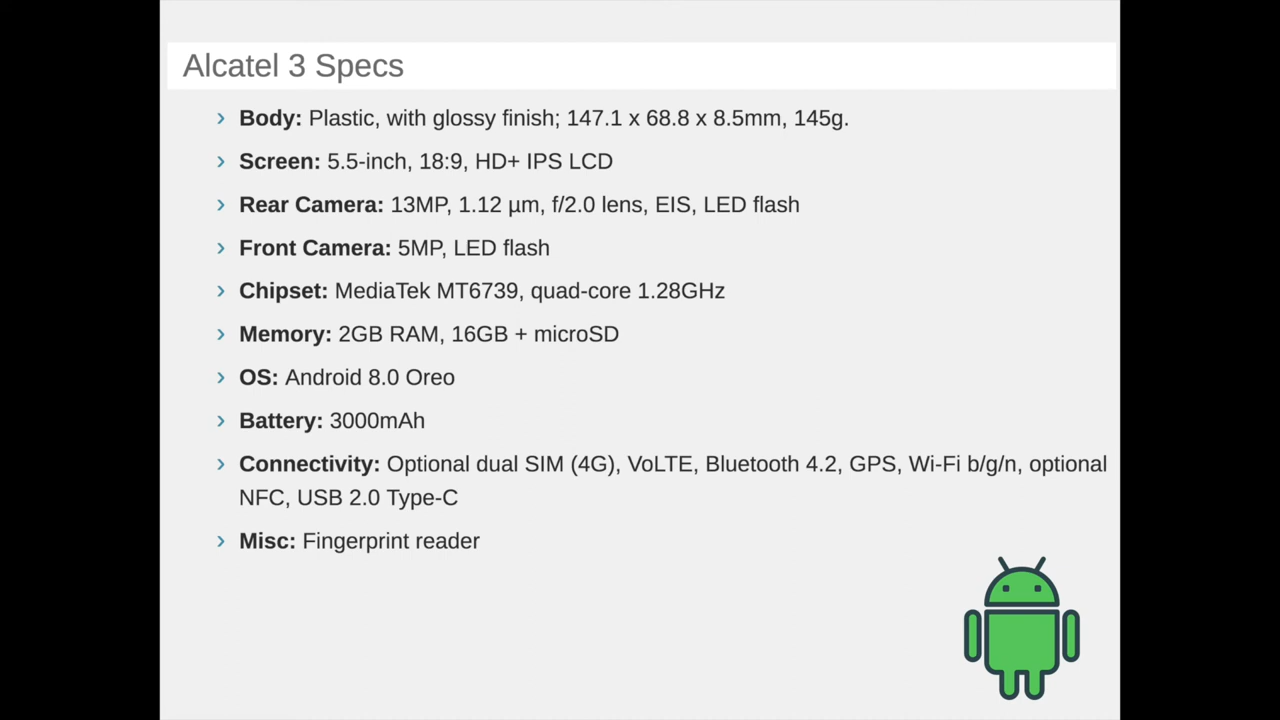 Alcatel 3 Specs
› Body: Plastic, with glossy finish; 147.1 x 68.8 x 8.5mm, 145g.
› Screen: 5.5-inch, 18:9, HD+ IPS LCD
› Rear Camera: 13MP, 1.12 µm, f/2.0 lens, EIS, LED flash
› Front Camera: 5MP, LED flash
› Chipset: MediaTek MT6739, quad-core 1.28GHz
› Memory: 2GB RAM, 16GB + microSD
› OS: Android 8.0 Oreo
› Battery: 3000mAh
› Connectivity: Optional dual SIM (4G), VoLTE, Bluetooth 4.2, GPS, Wi-Fi b/g/n, optional
NFC, USB 2.0 Type-C
› Misc: Fingerprint reader